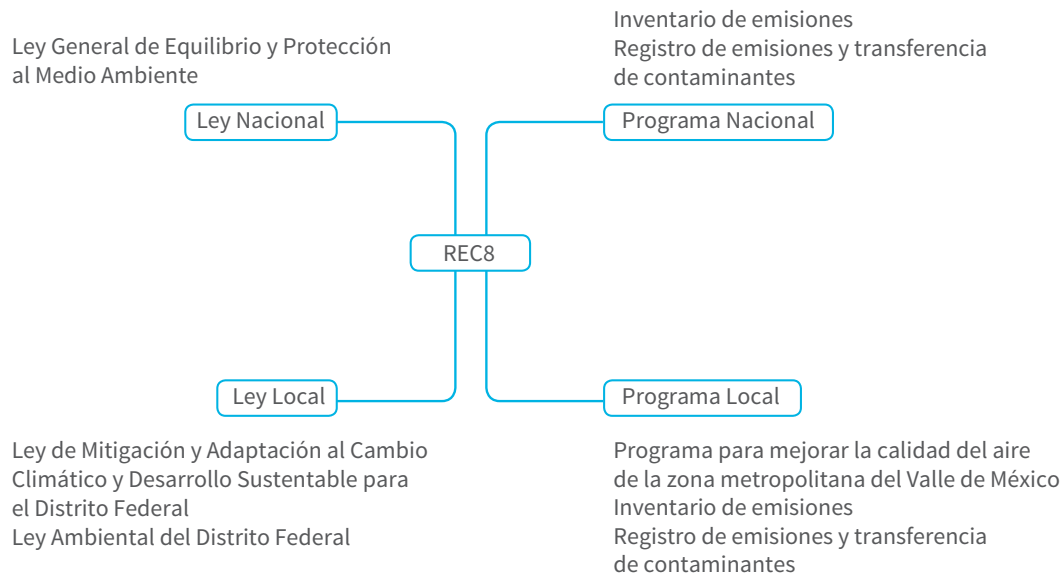 Ley General de Equilibrio y Protección
al Medio Ambiente
Ley Nacional
Inventario de emisiones
Registro de emisiones y transferencia
de contaminantes
Programa Nacional
REC8
Ley Local
Ley de Mitigación y Adaptación al Cambio
Climático y Desarrollo Sustentable para
el Distrito Federal
Ley Ambiental del Distrito Federal
Programa Local
Programa para mejorar la calidad del aire
de la zona metropolitana del Valle de México
Inventario de emisiones
Registro de emisiones y transferencia
de contaminantes